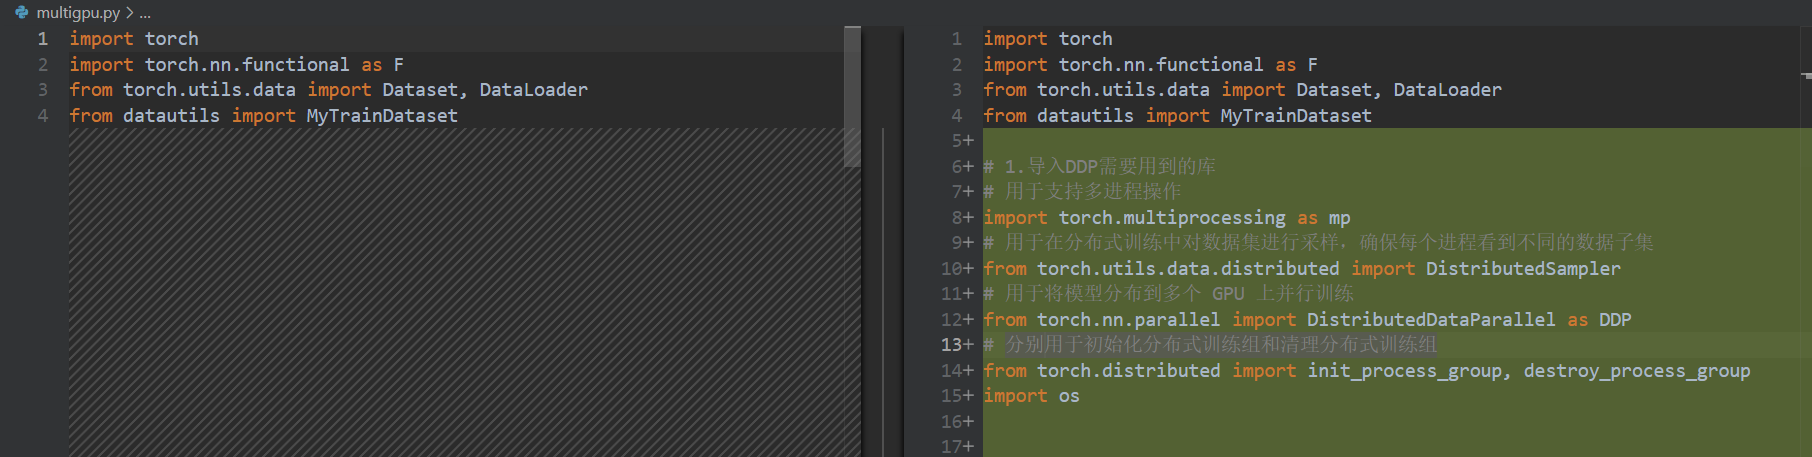 multigpu.py > ...
1 import torch
2 import torch.nn.functional as F
3 from torch.utils.data import Dataset, DataLoader
4 from datautils import MyTrainDataset
1 import torch
2 import torch.nn.functional as F
3 from torch.utils.data import Dataset, DataLoader
4 from datautils import MyTrainDataset
5+
6+ # 1.导入DDP需要用到的库
7+ # 用于支持多进程操作
8+ import torch.multiprocessing as mp
9+ # 用于在分布式训练中对数据集进行采样，确保每个进程看到不同的数据子集
10+ from torch.utils.data.distributed import DistributedSampler
11+ # 用于将模型分布到多个 GPU 上并行训练
12+ from torch.nn.parallel import DistributedDataParallel as DDP
13+ # 分别用于初始化分布式训练组和清理分布式训练组
14+ from torch.distributed import init_process_group, destroy_process_group
15+ import os
16+
17+